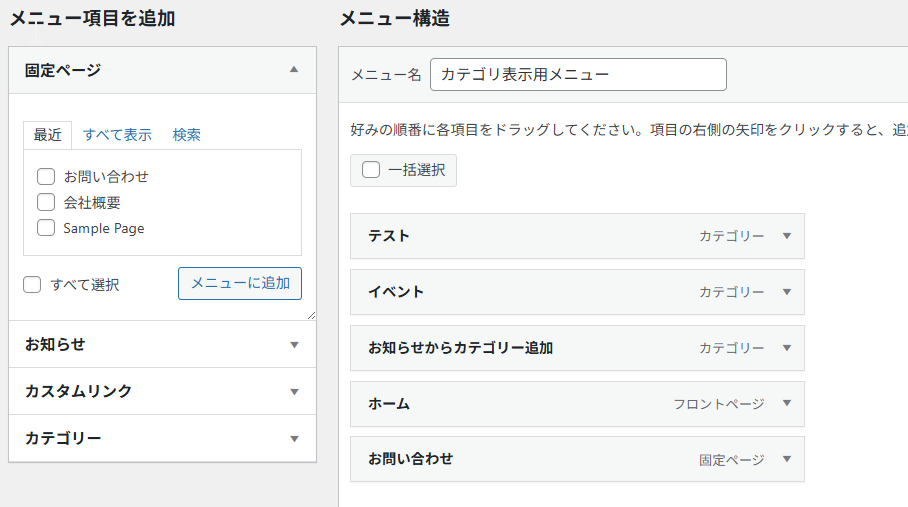 メニュー項目を追加
固定ページ
最近 すべて表示 検索
お問い合わせ
会社概要
Sample Page
すべて選択 メニューに追加
お知らせ
カスタムリンク
カテゴリー
メニュー構造
メニュー名 カテゴリ表示用メニュー
好みの順番に各項目をドラッグしてください。項目の右側の矢印をクリックすると、追
一括選択
テスト カテゴリー
イベント カテゴリー
お知らせからカテゴリー追加 カテゴリー
ホーム フロントページ
お問い合わせ 固定ページ